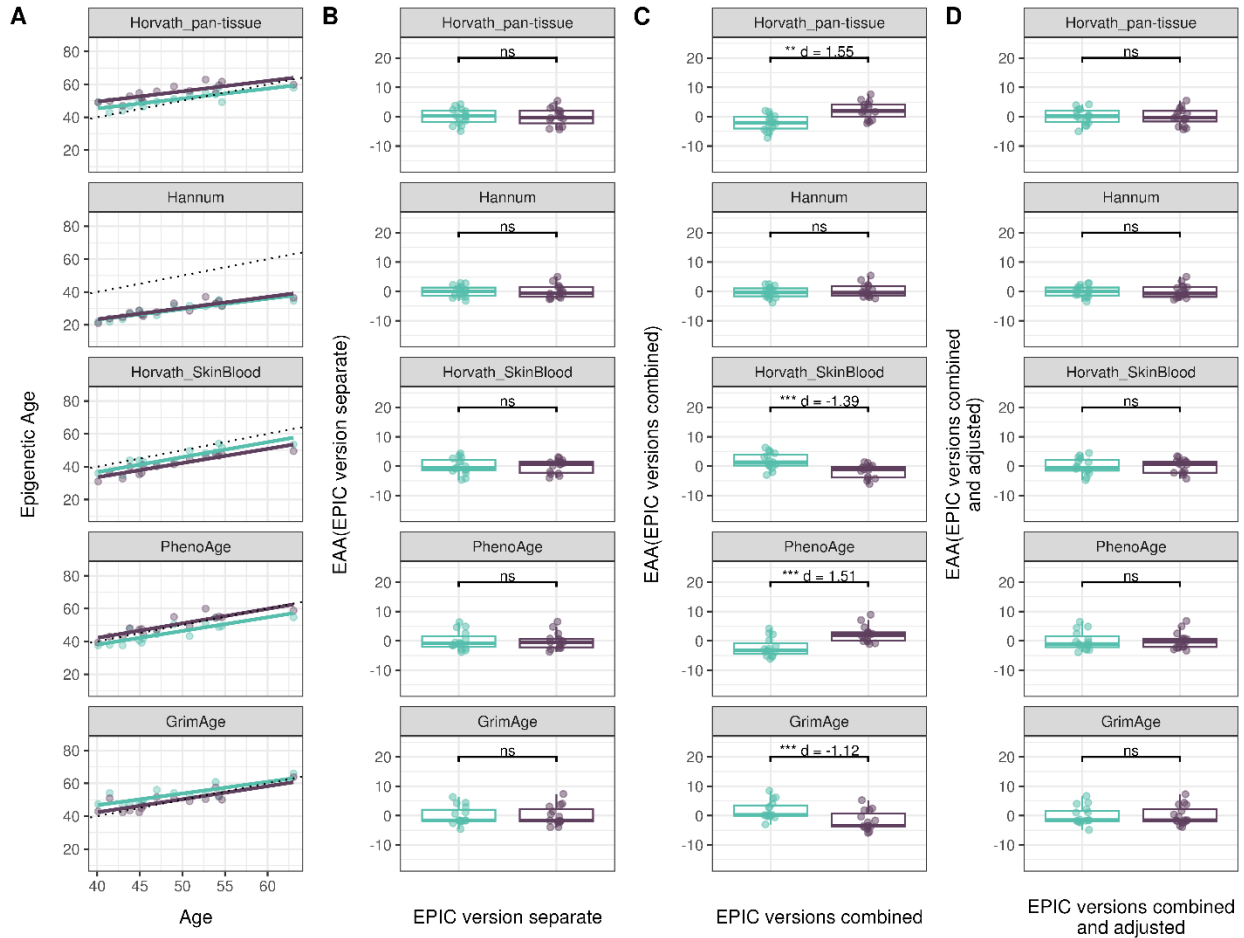 A
B
C
D
Horvath_pan-tissue
Horvath_pan-tissue
Horvath_pan-tissue
Horvath_pan-tissue
80
60
40
20
20
10
0
-10
ns
20
10
0
-10
** d = 1.55
20
10
0
-10
ns
Hannum
Hannum
Hannum
Hannum
80
60
40
20
20
10
0
-10
ns
20
10
0
-10
ns
20
10
0
-10
ns
Horvath_SkinBlood
Horvath_SkinBlood
Horvath_SkinBlood
Horvath_SkinBlood
80
60
40
20
20
10
0
-10
ns
20
10
0
-10
*** d = -1.39
20
10
0
-10
ns
PhenoAge
PhenoAge
PhenoAge
PhenoAge
80
60
40
20
20
10
0
-10
ns
20
10
0
-10
*** d = 1.51
20
10
0
-10
ns
GrimAge
GrimAge
GrimAge
GrimAge
80
60
40
20
20
10
0
-10
ns
20
10
0
-10
*** d = -1.12
20
10
0
-10
ns
40 45 50 55 60
Epigenetic Age
EAA(EPIC version separate)
EAA(EPIC versions combined)
EAA(EPIC versions combined
and adjusted)
Age
EPIC version separate
EPIC versions combined
EPIC versions combined
and adjusted